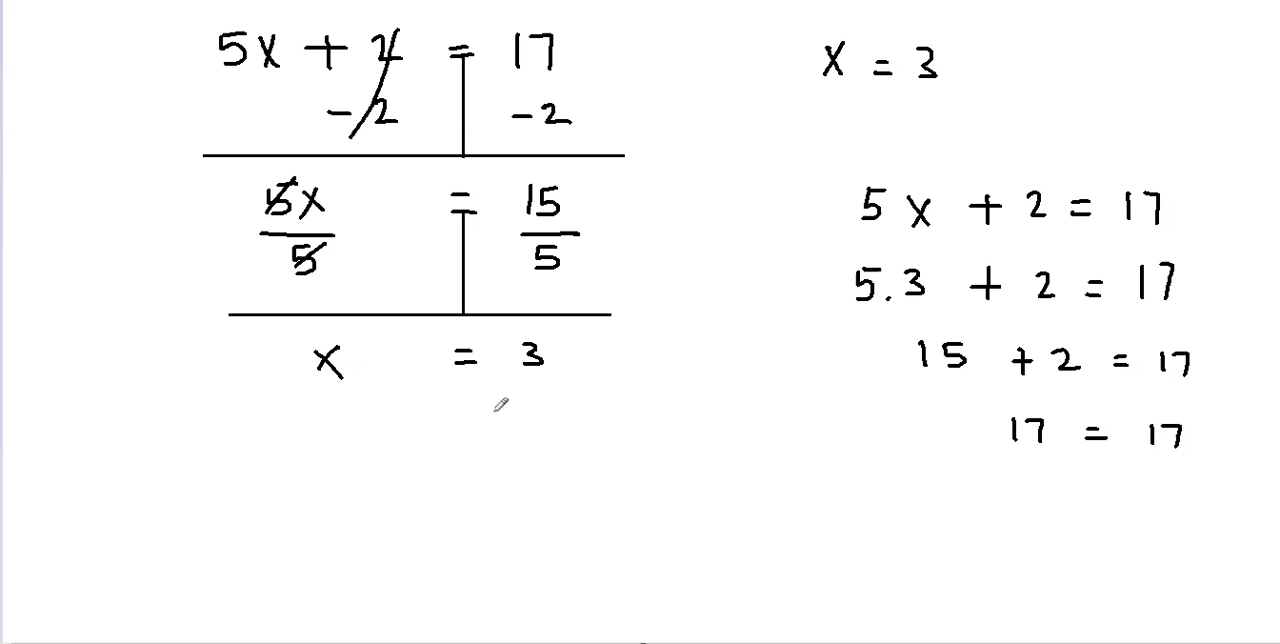 5x + 2 = 17
-2 -2
5x = 15
5 5
x = 3
x = 3
5x + 2 = 17
5.3 + 2 = 17
15 + 2 = 17
17 = 17